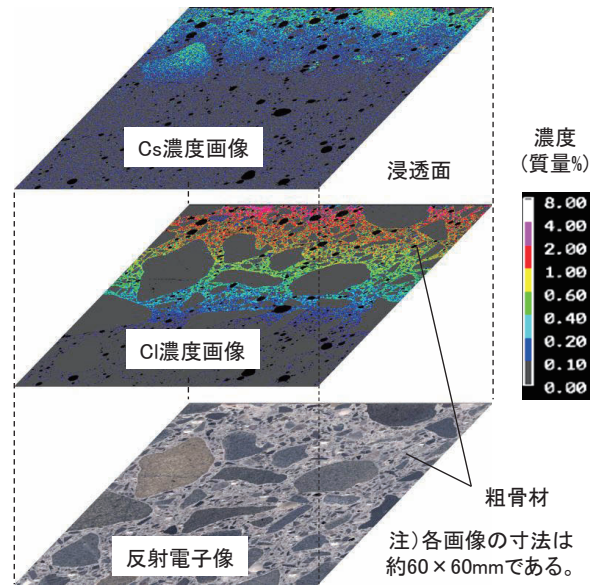 Cs濃度画像
浸透面
濃度
(質量%)
8.00
4.00
2.00
1.00
0.60
0.40
0.20
0.10
0.00
Cl濃度画像
粗骨材
反射電子像
注)各画像の寸法は
約60×60mmである。